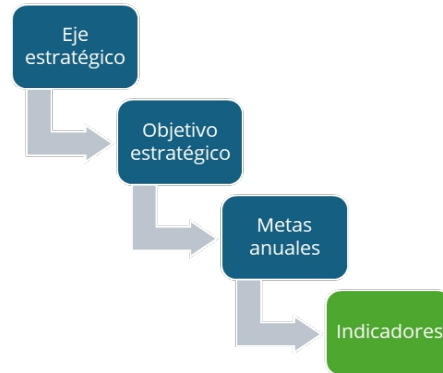 Eje
estratégico
Objetivo
estratégico
Metas
anuales
Indicadores